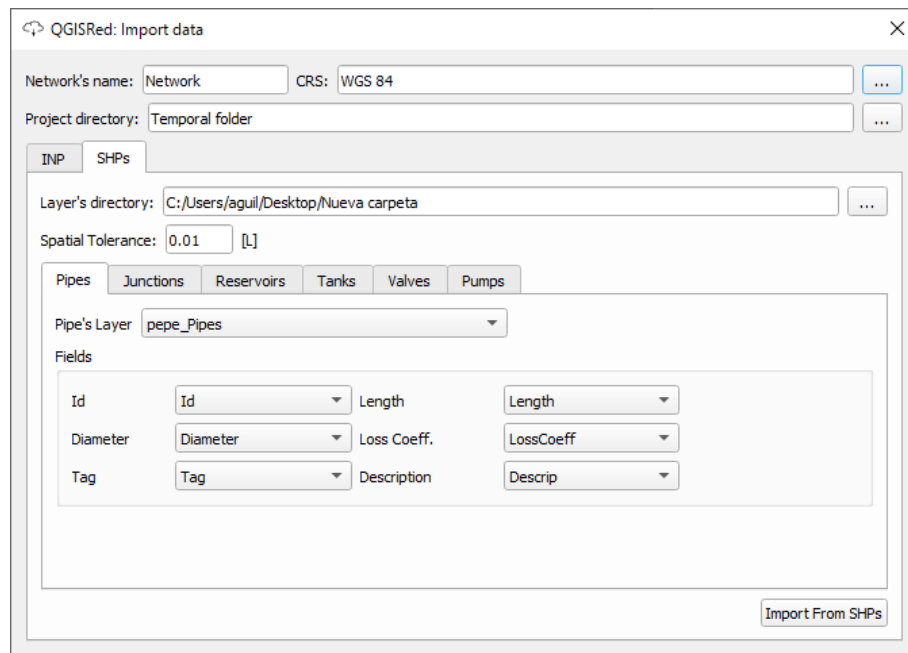 QGISRed: Import data
Network's name: Network CRS: WGS 84 ...
Project directory: Temporal folder ...
INP SHPs
Layer's directory: C:/Users/aguil/Desktop/Nueva carpeta ...
Spatial Tolerance: 0.01 [L]
Pipes Junctions Reservoirs Tanks Valves Pumps
Pipe's Layer pepe_Pipes
Fields
Id Id Length Length
Diameter Diameter Loss Coeff. LossCoeff
Tag Tag Description Descrip
Import From SHPs